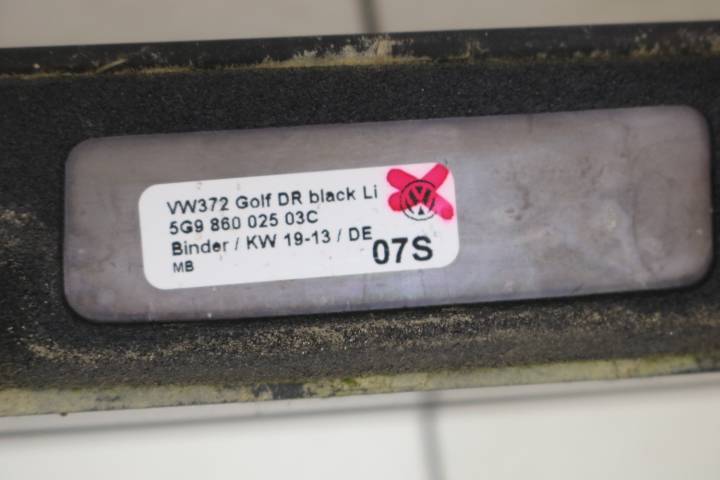 VW372 Golf DR black Li
5G9 860 025 03C
Binder / KW 19-13 / DE
MB
07S